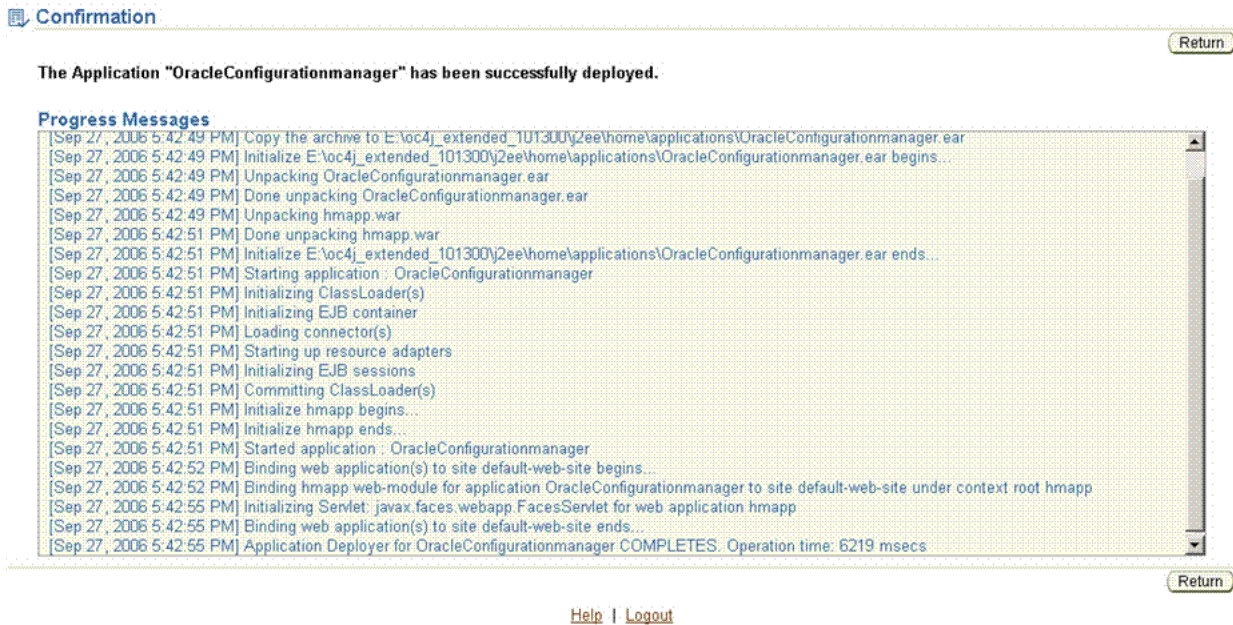 Confirmation
Return
The Application "OracleConfigurationmanager" has been successfully deployed.
Progress Messages
[Sep 27, 2006 5:42:49 PM] Copy the archive to E:\oc4j_extended_101300\j2ee\home\applications\OracleConfigurationmanager.ear
[Sep 27, 2006 5:42:49 PM] Initialize E:\oc4j_extended_101300\j2ee\home\applications\OracleConfigurationmanager.ear begins...
[Sep 27, 2006 5:42:49 PM] Unpacking OracleConfigurationmanager.ear
[Sep 27, 2006 5:42:49 PM] Done unpacking OracleConfigurationmanager.ear
[Sep 27, 2006 5:42:49 PM] Unpacking hmapp.war
[Sep 27, 2006 5:42:51 PM] Done unpacking hmapp.war
[Sep 27, 2006 5:42:51 PM] Initialize E:\oc4j_extended_101300\j2ee\home\applications\OracleConfigurationmanager.ear ends...
[Sep 27, 2006 5:42:51 PM] Starting application : OracleConfigurationmanager
[Sep 27, 2006 5:42:51 PM] Initializing ClassLoader(s)
[Sep 27, 2006 5:42:51 PM] Initializing EJB container
[Sep 27, 2006 5:42:51 PM] Loading connector(s)
[Sep 27, 2006 5:42:51 PM] Starting up resource adapters
[Sep 27, 2006 5:42:51 PM] Initializing EJB sessions
[Sep 27, 2006 5:42:51 PM] Committing ClassLoader(s)
[Sep 27, 2006 5:42:51 PM] Initialize hmapp begins...
[Sep 27, 2006 5:42:51 PM] Initialize hmapp ends...
[Sep 27, 2006 5:42:51 PM] Started application : OracleConfigurationmanager
[Sep 27, 2006 5:42:52 PM] Binding web application(s) to site default-web-site begins...
[Sep 27, 2006 5:42:52 PM] Binding hmapp web-module for application OracleConfigurationmanager to site default-web-site under context root hmapp
[Sep 27, 2006 5:42:55 PM] Initializing Servlet: javax.faces.webapp.FacesServlet for web application hmapp
[Sep 27, 2006 5:42:55 PM] Binding web application(s) to site default-web-site ends...
[Sep 27, 2006 5:42:55 PM] Application Deployer for OracleConfigurationmanager COMPLETES. Operation time: 6219 msecs
Return
Help | Logout